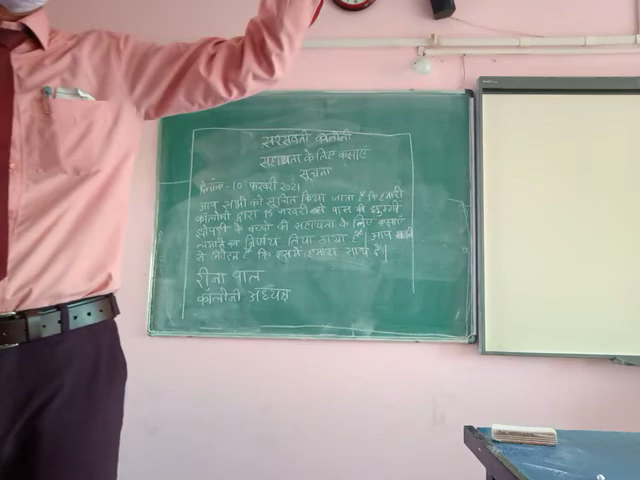 सरस्वती कॉलोनी
सहायता के लिए कक्षाएं
सूचना
दिनांक - 10 फरवरी 2021
आप सभी को सूचित किया जाता है कि हमारी
कॉलोनी द्वारा 15 फरवरी से पास की झुग्गी
झोपड़ी के बच्चों की सहायता के लिए कक्षाएं
लगाने का निर्णय लिया गया है| आप सभी
से निवेदन है कि इसमें हमारा साथ दें|
रीना पाल
कॉलोनी अध्यक्ष